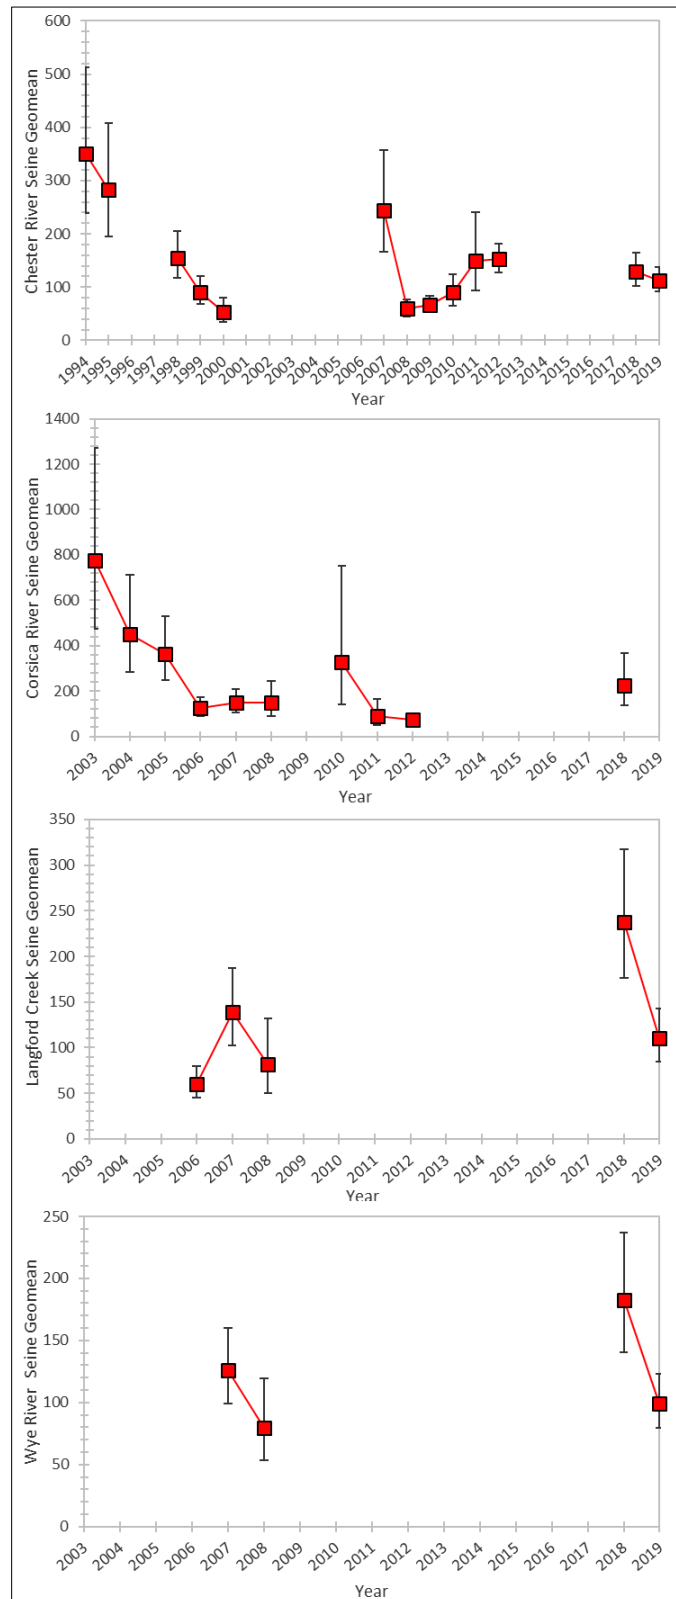 Chester River Seine Geomean
600
500
400
300
200
100
0
1994 1995 1996 1997 1998 1999 2000 2001 2002 2003 2004 2005 2006 2007 2008 2009 2010 2011 2012 2013 2014 2015 2016 2017 2018 2019
Year
Corsica River Seine Geomean
1400
1200
1000
800
600
400
200
0
2003 2004 2005 2006 2007 2008 2009 2010 2011 2012 2013 2014 2015 2016 2017 2018 2019
Year
Langford Creek Seine Geomean
350
300
250
200
150
100
50
0
2003 2004 2005 2006 2007 2008 2009 2010 2011 2012 2013 2014 2015 2016 2017 2018 2019
Year
Wye River Seine Geomean
250
200
150
100
50
0
2003 2004 2005 2006 2007 2008 2009 2010 2011 2012 2013 2014 2015 2016 2017 2018 2019
Year